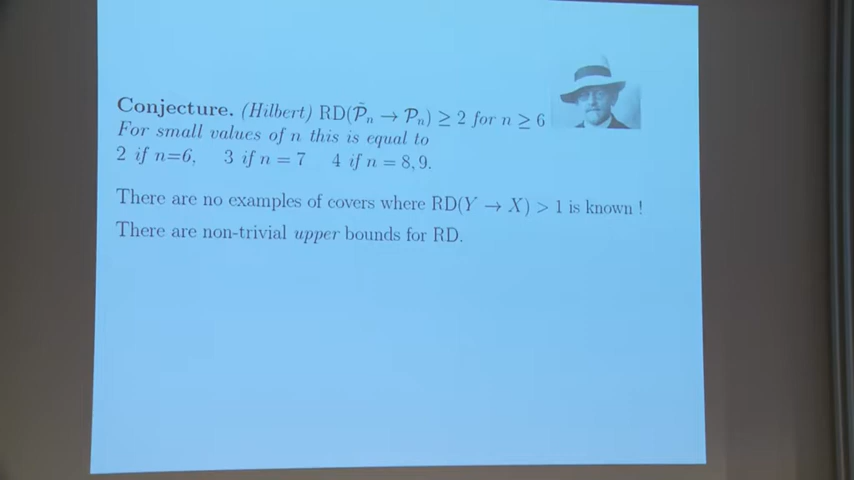 Conjecture. (Hilbert) RD(P̃ₙ → Pₙ) ≥ 2 for n ≥ 6
For small values of n this is equal to
2 if n=6, 3 if n = 7 4 if n = 8, 9.
There are no examples of covers where RD(Y → X) > 1 is known !
There are non-trivial upper bounds for RD.